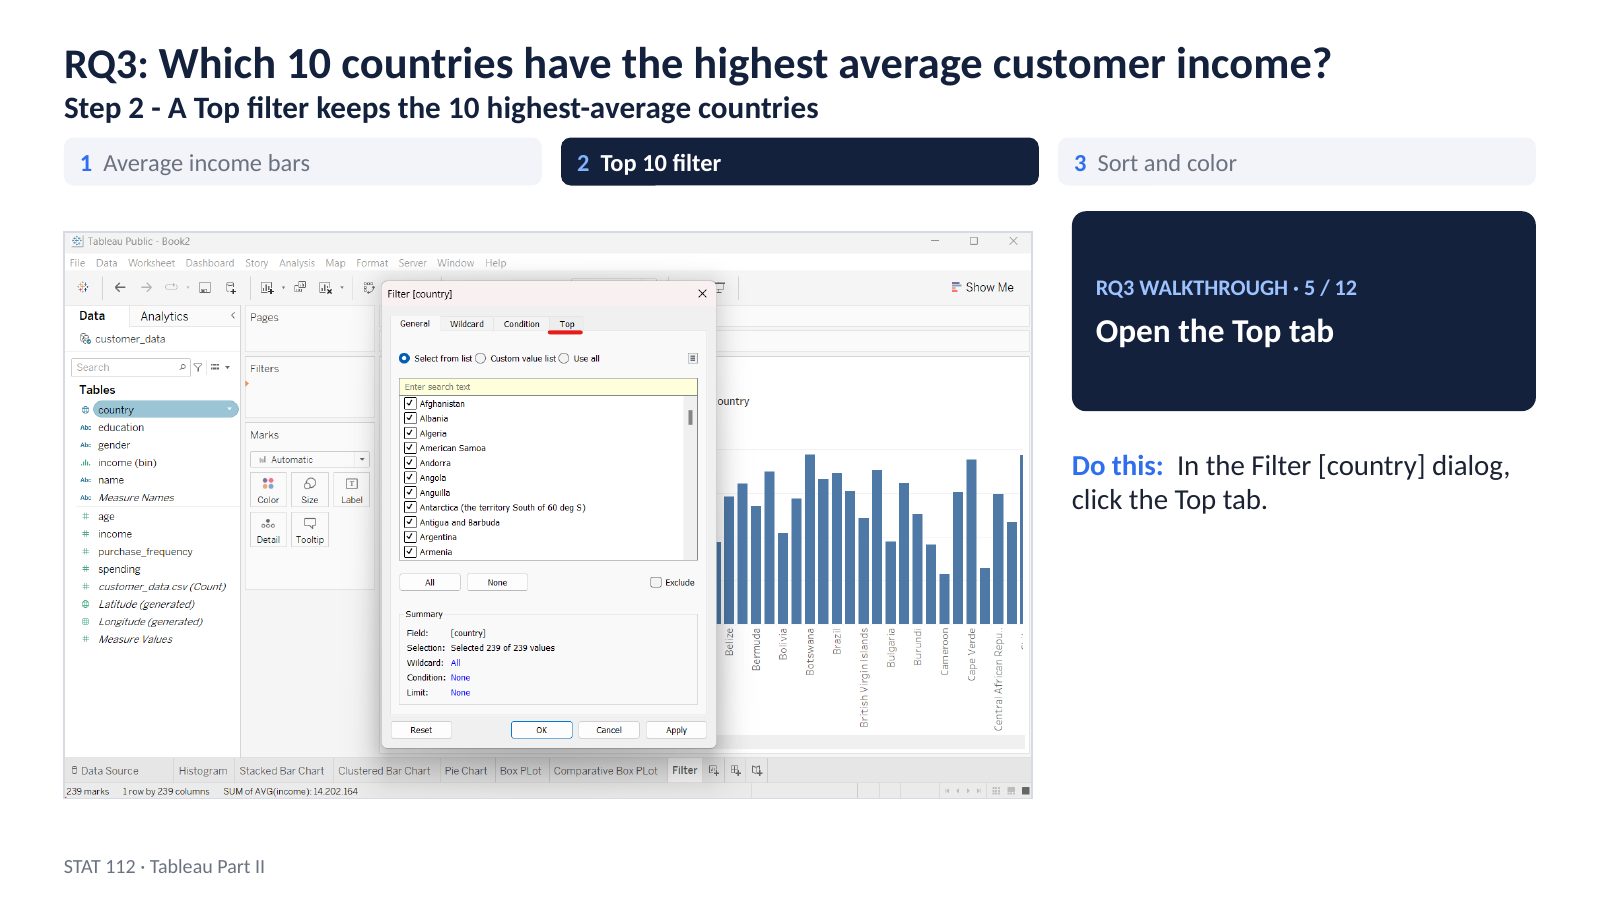 RQ3: Which 10 countries have the highest average customer income?
Step 2 - A Top filter keeps the 10 highest-average countries
1 Average income bars
2 Top 10 filter
3 Sort and color
Tableau Public - Book2
File Data Worksheet Dashboard Story Analysis Map Format Server Window Help
Show Me
Data Analytics
customer_data
Search
Tables
country
Abc education
Abc gender
income (bin)
Abc name
Abc Measure Names
# age
# income
# purchase_frequency
# spending
# customer_data.csv (Count)
Latitude (generated)
Longitude (generated)
# Measure Values
Pages
Filters
Marks
Automatic
Color Size Label
Detail Tooltip
Filter [country]
General Wildcard Condition Top
Select from list Custom value list Use all
Enter search text
Afghanistan
Albania
Algeria
American Samoa
Andorra
Angola
Anguilla
Antarctica (the territory South of 60 deg S)
Antigua and Barbuda
Argentina
Armenia
All None Exclude
Summary
Field: [country]
Selection: Selected 239 of 239 values
Wildcard: All
Condition: None
Limit: None
Reset OK Cancel Apply
ountry
Belize
Bermuda
Bolivia
Botswana
Brazil
British Virgin Islands
Bulgaria
Burundi
Cameroon
Cape Verde
Central African Repu..
Data Source Histogram Stacked Bar Chart Clustered Bar Chart Pie Chart Box PLot Comparative Box PLot Filter
239 marks 1 row by 239 columns SUM of AVG(income): 14.202.164
RQ3 WALKTHROUGH · 5 / 12
Open the Top tab
Do this: In the Filter [country] dialog,
click the Top tab.
STAT 112 · Tableau Part II